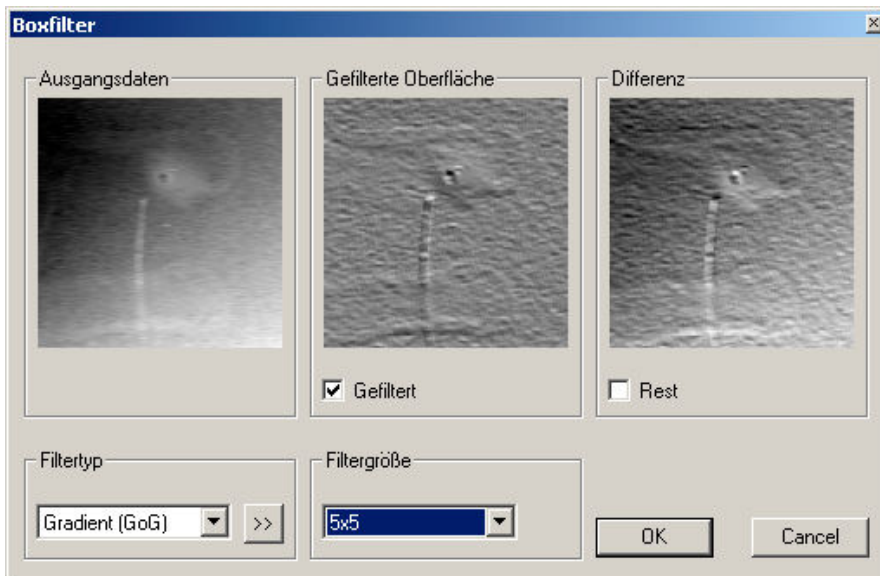 Boxfilter
Ausgangsdaten
Gefilterte Oberfläche
Differenz
Gefiltert
Rest
Filtertyp
Filtergröße
Gradient (GoG)
>>
5x5
OK
Cancel